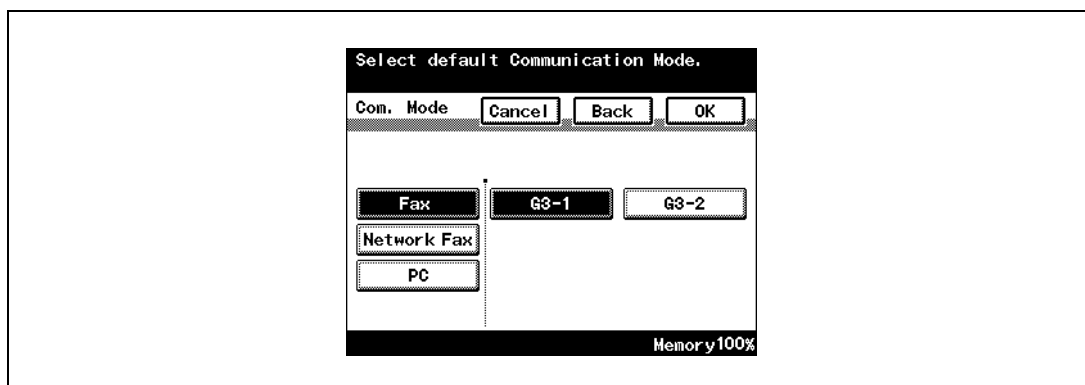 Select default Communication Mode.
Com. Mode Cancel Back OK
Fax G3-1 G3-2
Network Fax
PC
Memory100%